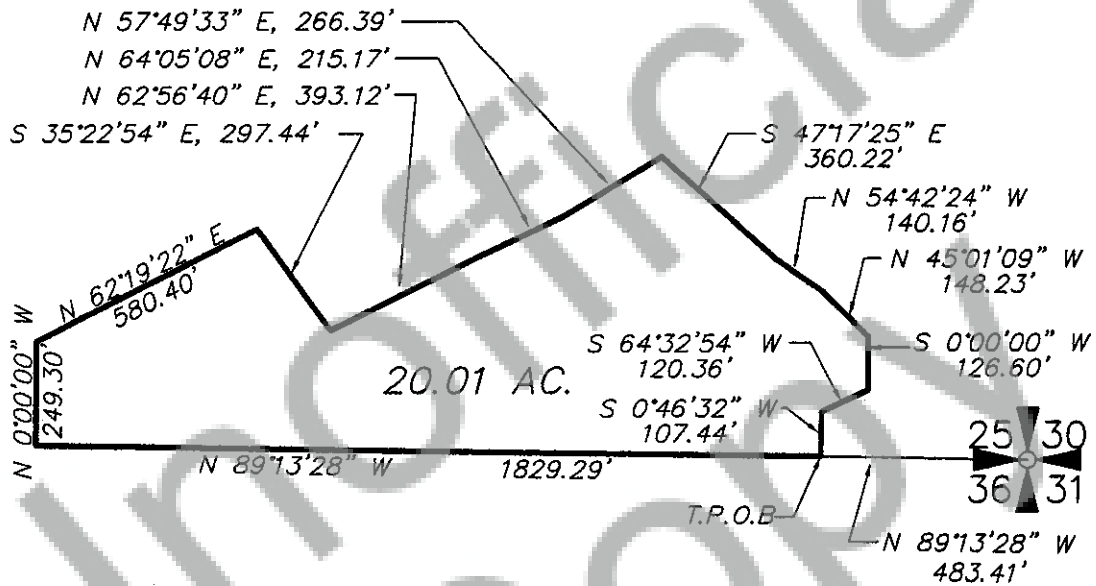 N 57°49'33" E, 266.39'
N 64°05'08" E, 215.17'
N 62°56'40" E, 393.12'
S 35°22'54" E, 297.44'
S 47°17'25" E
360.22'
N 54°42'24" W
140.16'
N 45°01'09" W
148.23'
N 62°19'22" E
580.40'
N 0°00'00" W
249.30'
S 64°32'54" W
120.36'
S 0°00'00" W
126.60'
20.01 AC.
S 0°46'32" W
107.44'
25 30
36 31
N 89°13'28" W 1829.29'
T.P.O.B
N 89°13'28" W
483.41'
Unofficial
Copy